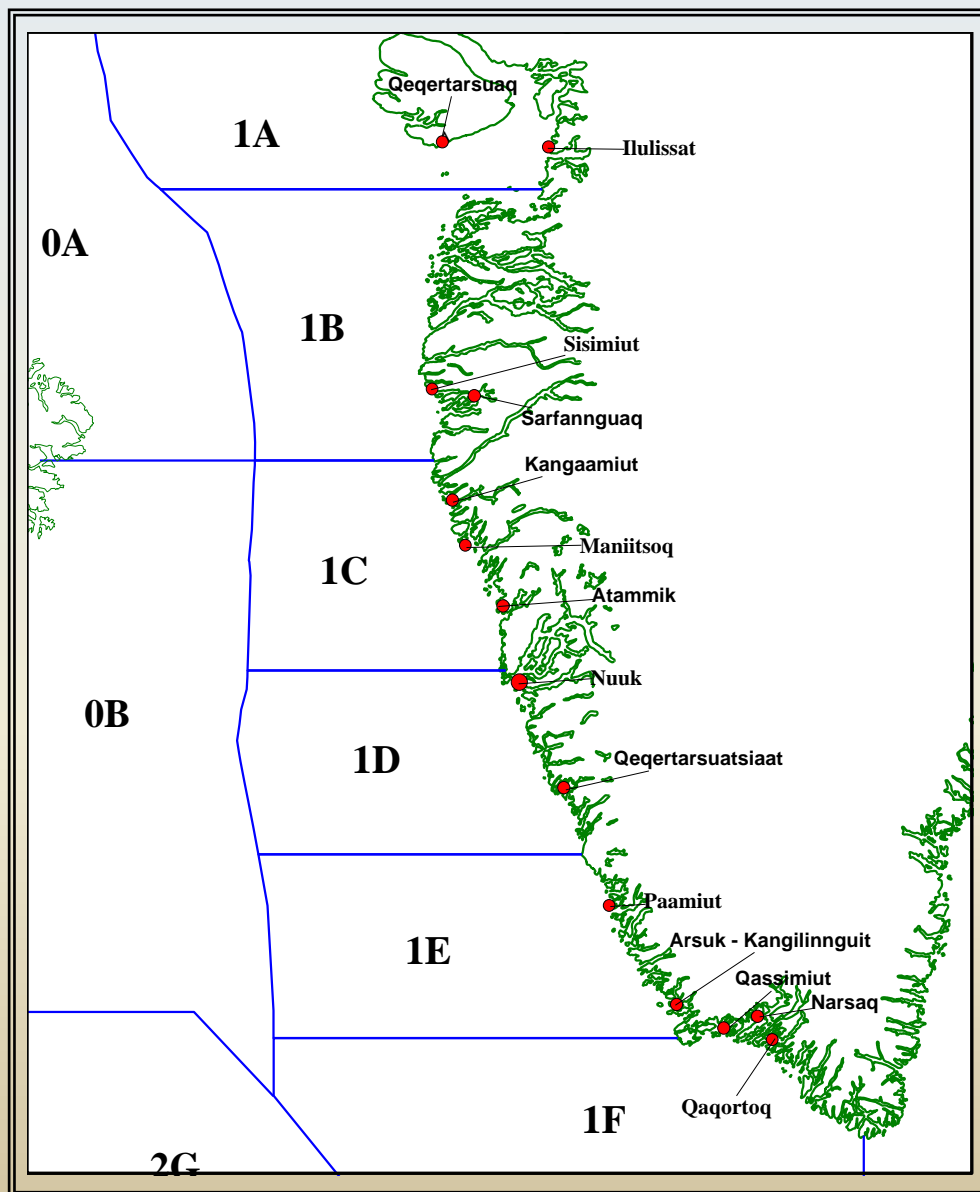 Qeqertarsuaq
1A
Ilulissat
0A
1B
Sisimiut
Sarfannguaq
Kangaamiut
Maniitsoq
1C
Atammik
Nuuk
0B
1D
Qeqertarsuatsiaat
Paamiut
1E
Arsuk - Kangilinnguit
Qassimiut
Narsaq
Qaqortoq
1F
2G